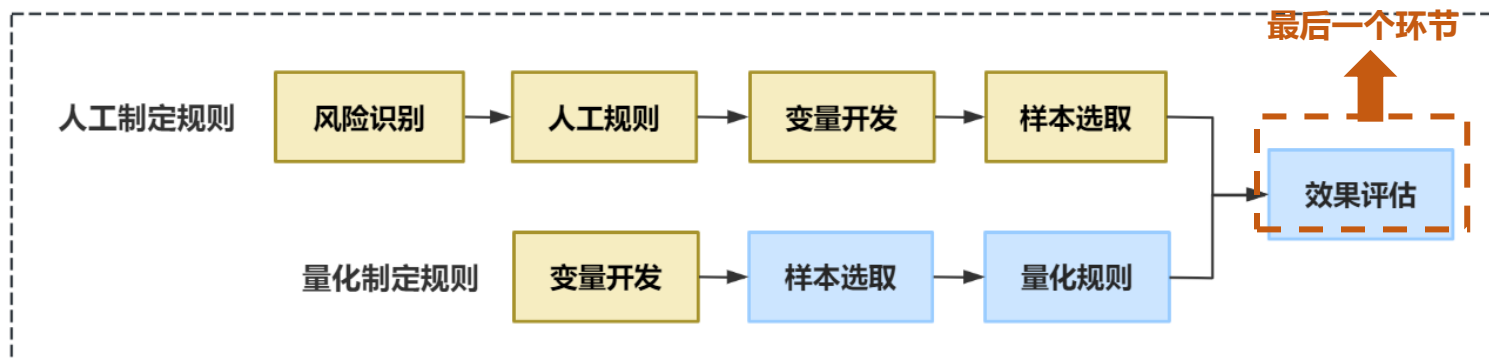 最后一个环节
人工制定规则
风险识别
人工规则
变量开发
样本选取
效果评估
量化制定规则
变量开发
样本选取
量化规则